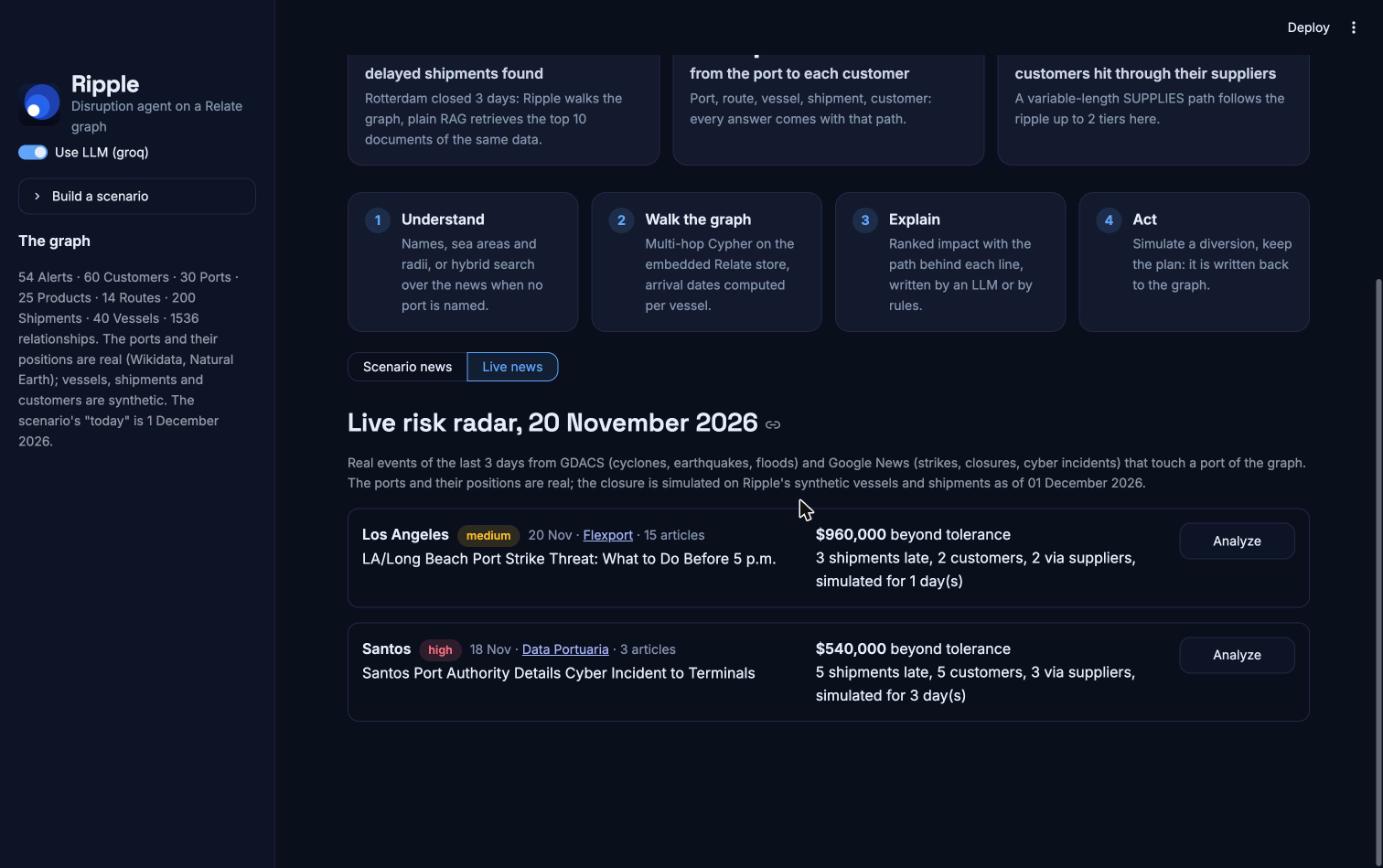 Deploy
Ripple
Disruption agent on a Relate
graph
Use LLM (groq)
Build a scenario
The graph
54 Alerts · 60 Customers · 30 Ports ·
25 Products · 14 Routes · 200
Shipments · 40 Vessels · 1536
relationships. The ports and their
positions are real (Wikidata, Natural
Earth); vessels, shipments and
customers are synthetic. The
scenario's "today" is 1 December
2026.
delayed shipments found
Rotterdam closed 3 days: Ripple walks the
graph, plain RAG retrieves the top 10
documents of the same data.
from the port to each customer
Port, route, vessel, shipment, customer:
every answer comes with that path.
customers hit through their suppliers
A variable-length SUPPLIES path follows the
ripple up to 2 tiers here.
1 Understand
Names, sea areas and
radii, or hybrid search
over the news when no
port is named.
2 Walk the graph
Multi-hop Cypher on the
embedded Relate store,
arrival dates computed
per vessel.
3 Explain
Ranked impact with the
path behind each line,
written by an LLM or by
rules.
4 Act
Simulate a diversion, keep
the plan: it is written back
to the graph.
Scenario news Live news
Live risk radar, 20 November 2026
Real events of the last 3 days from GDACS (cyclones, earthquakes, floods) and Google News (strikes, closures, cyber incidents) that touch a port of the graph.
The ports and their positions are real; the closure is simulated on Ripple's synthetic vessels and shipments as of 01 December 2026.
Los Angeles medium 20 Nov · Flexport · 15 articles
LA/Long Beach Port Strike Threat: What to Do Before 5 p.m.
$960,000 beyond tolerance
3 shipments late, 2 customers, 2 via suppliers,
simulated for 1 day(s)
Analyze
Santos high 18 Nov · Data Portuaria · 3 articles
Santos Port Authority Details Cyber Incident to Terminals
$540,000 beyond tolerance
5 shipments late, 5 customers, 3 via suppliers,
simulated for 3 day(s)
Analyze